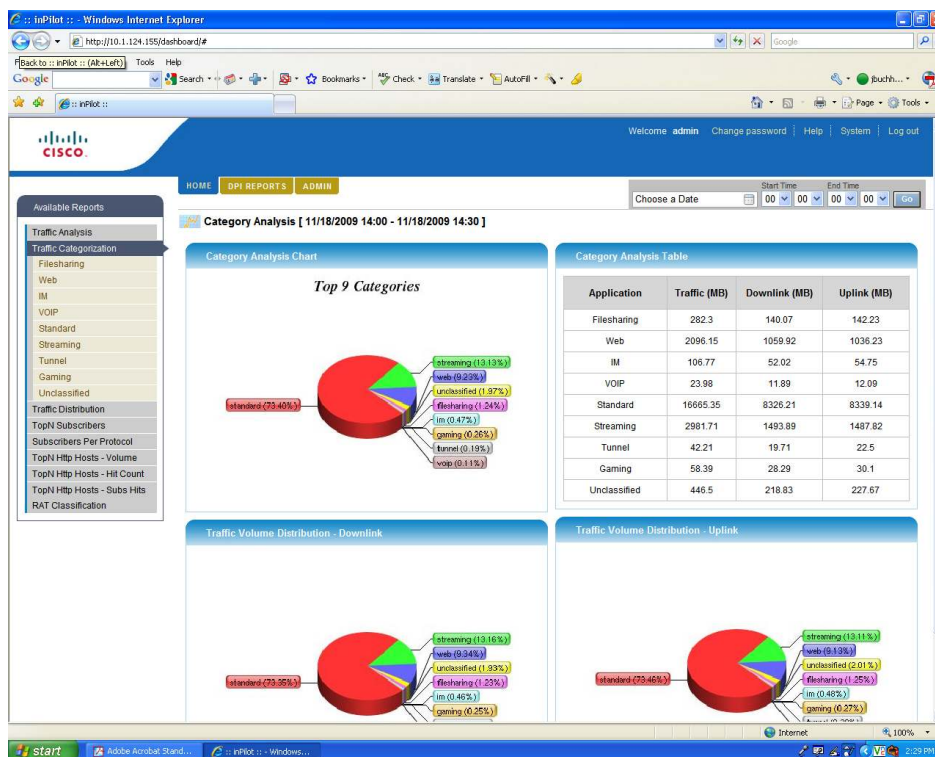 :: inPilot :: - Windows Internet Explorer
http://10.1.124.155/dashboard/#
Google
Back to :: inPilot :: (Alt+Left)
Tools Help
Google
Search
Bookmarks
Check
Translate
AutoFill
jbuchh...
:: inPilot ::
Page
Tools
CISCO
Welcome admin Change password Help System Log out
HOME DPI REPORTS ADMIN
Choose a Date
Start Time
00 00
End Time
00 00
Go
Available Reports
Traffic Analysis
Traffic Categorization
Filesharing
Web
IM
VOIP
Standard
Streaming
Tunnel
Gaming
Unclassified
Traffic Distribution
TopN Subscribers
Subscribers Per Protocol
TopN Http Hosts - Volume
TopN Http Hosts - Hit Count
TopN Http Hosts - Subs Hits
RAT Classification
Category Analysis [ 11/18/2009 14:00 - 11/18/2009 14:30 ]
Category Analysis Chart
Top 9 Categories
standard (73.40%)
streaming (13.13%)
web (9.23%)
unclassified (1.97%)
filesharing (1.24%)
im (0.47%)
gaming (0.26%)
tunnel (0.19%)
voip (0.11%)
Category Analysis Table
Application Traffic (MB) Downlink (MB) Uplink (MB)
Filesharing 282.3 140.07 142.23
Web 2096.15 1059.92 1036.23
IM 106.77 52.02 54.75
VOIP 23.98 11.89 12.09
Standard 16665.35 8326.21 8339.14
Streaming 2981.71 1493.89 1487.82
Tunnel 42.21 19.71 22.5
Gaming 58.39 28.29 30.1
Unclassified 446.5 218.83 227.67
Traffic Volume Distribution - Downlink
standard (73.35%)
streaming (13.16%)
web (9.34%)
unclassified (1.93%)
filesharing (1.23%)
im (0.46%)
gaming (0.25%)
Traffic Volume Distribution - Uplink
standard (73.46%)
streaming (13.11%)
web (9.13%)
unclassified (2.01%)
filesharing (1.25%)
im (0.48%)
gaming (0.27%)
Internet
100%
start
Adobe Acrobat Stand...
:: inPilot :: - Windows...
2:29 PM